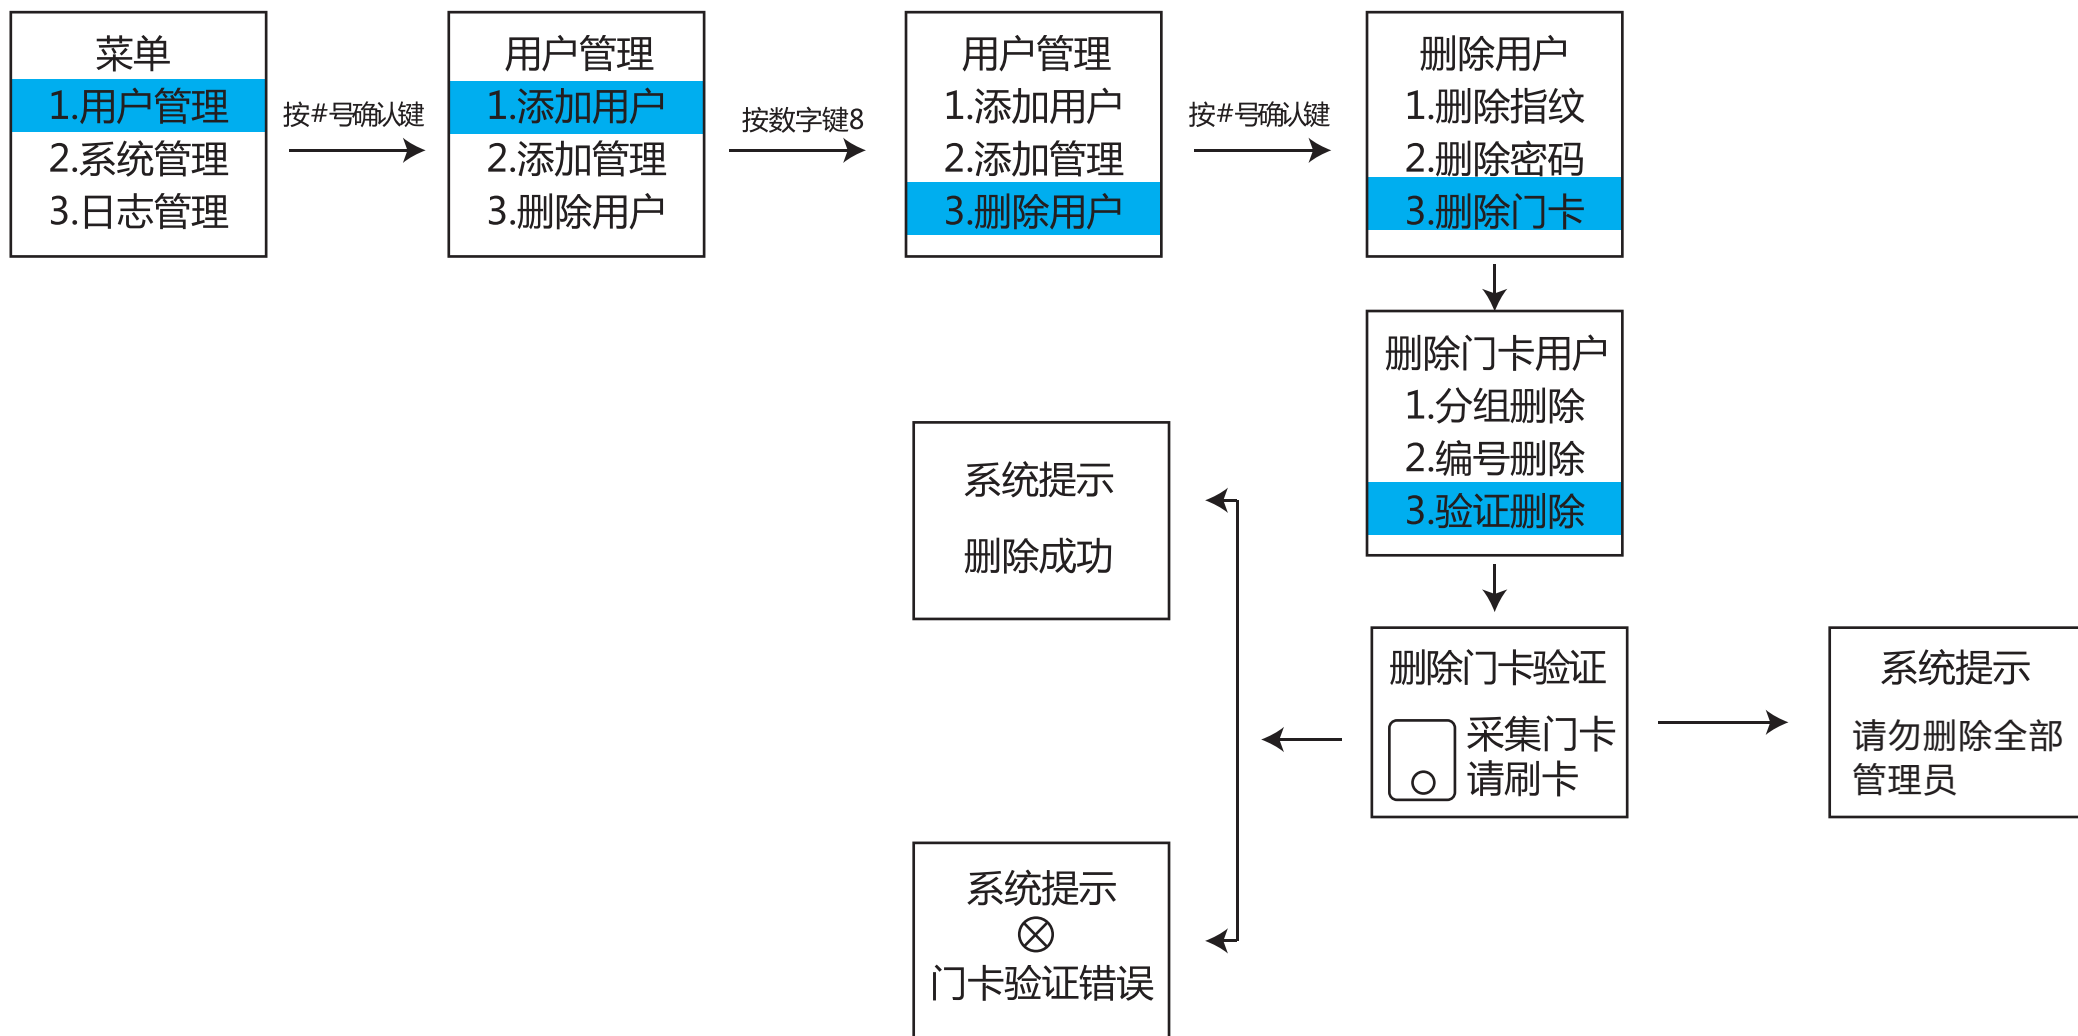 菜单
1.用户管理
2.系统管理
3.日志管理
按#号确认键
用户管理
1.添加用户
2.添加管理
3.删除用户
按数字键8
用户管理
1.添加用户
2.添加管理
3.删除用户
按#号确认键
删除用户
1.删除指纹
2.删除密码
3.删除门卡
删除门卡用户
1.分组删除
2.编号删除
3.验证删除
删除门卡验证
采集门卡
请刷卡
系统提示
请勿删除全部
管理员
系统提示
删除成功
系统提示
门卡验证错误